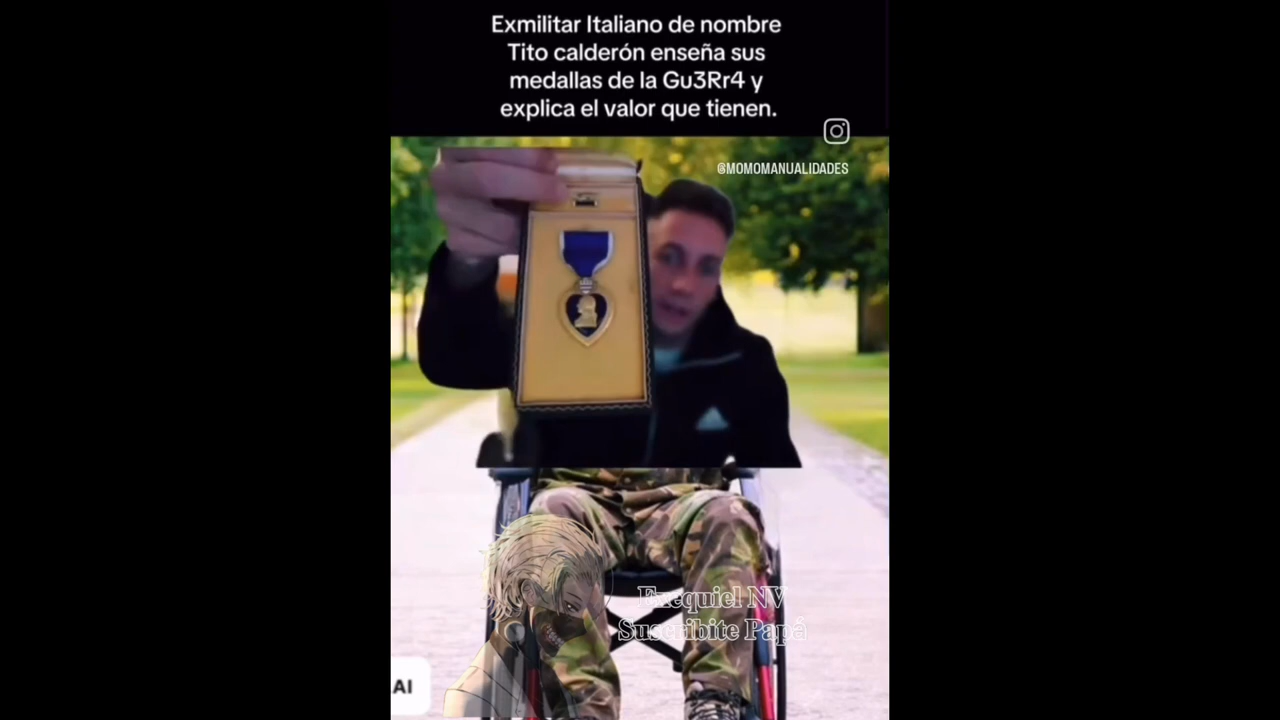 Exmilitar Italiano de nombre
Tito calderón enseña sus
medallas de la Gu3Rr4 y
explica el valor que tienen.
@MOMOMANUALIDADES
Exequiel NV
Suscribite Papá
AI